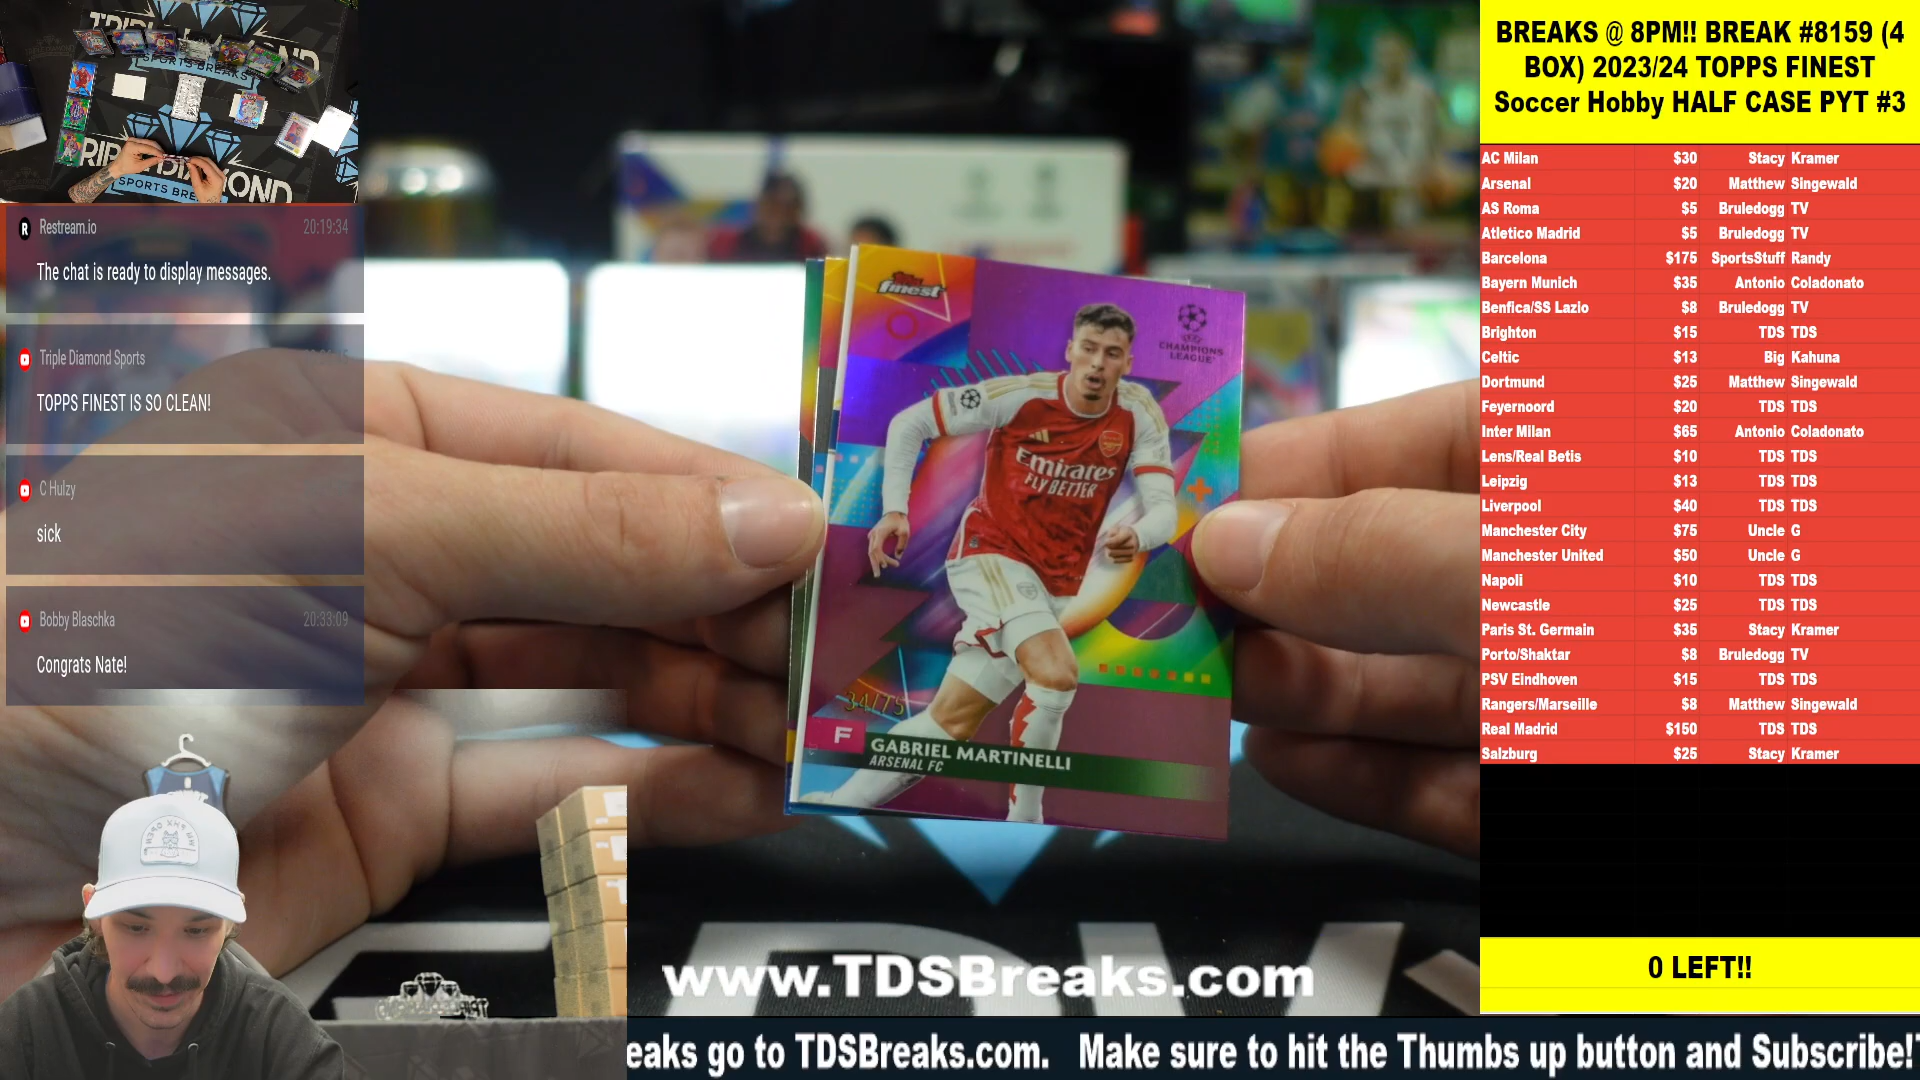 BREAKS @ 8PM!! BREAK #8159 (4
BOX) 2023/24 TOPPS FINEST
Soccer Hobby HALF CASE PYT #3
AC Milan $30 Stacy Kramer
Arsenal $20 Matthew Singewald
AS Roma $5 Bruledogg TV
Atletico Madrid $5 Bruledogg TV
Barcelona $175 SportsStuff Randy
Bayern Munich $35 Antonio Coladonato
Benfica/SS Lazio $8 Bruledogg TV
Brighton $15 TDS TDS
Celtic $13 Big Kahuna
Dortmund $25 Matthew Singewald
Feyernoord $20 TDS TDS
Inter Milan $65 Antonio Coladonato
Lens/Real Betis $10 TDS TDS
Leipzig $13 TDS TDS
Liverpool $40 TDS TDS
Manchester City $75 Uncle G
Manchester United $50 Uncle G
Napoli $10 TDS TDS
Newcastle $25 TDS TDS
Paris St. Germain $35 Stacy Kramer
Porto/Shaktar $8 Bruledogg TV
PSV Eindhoven $15 TDS TDS
Rangers/Marseille $8 Matthew Singewald
Real Madrid $150 TDS TDS
Salzburg $25 Stacy Kramer
0 LEFT!!
SPORTS BREAKS
SPORTS BRE
Restream.io 20:19:34
The chat is ready to display messages.
Triple Diamond Sports
TOPPS FINEST IS SO CLEAN!
C Hulzy
sick
Bobby Blaschka 20:33:09
Congrats Nate!
Topps
finest
CHAMPIONS
LEAGUE
Emirates
FLY BETTER
34/75
F
GABRIEL MARTINELLI
ARSENAL FC
www.TDSBreaks.com
eaks go to TDSBreaks.com. Make sure to hit the Thumbs up button and Subscribe!